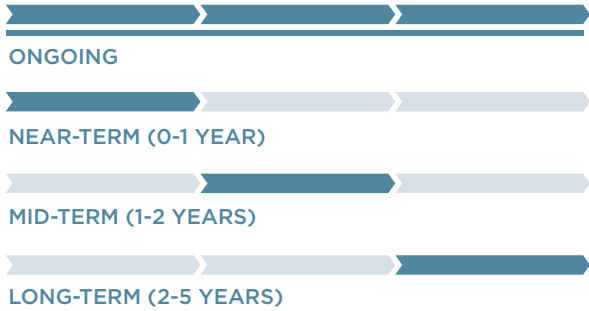 ONGOING
NEAR-TERM (0-1 YEAR)
MID-TERM (1-2 YEARS)
LONG-TERM (2-5 YEARS)